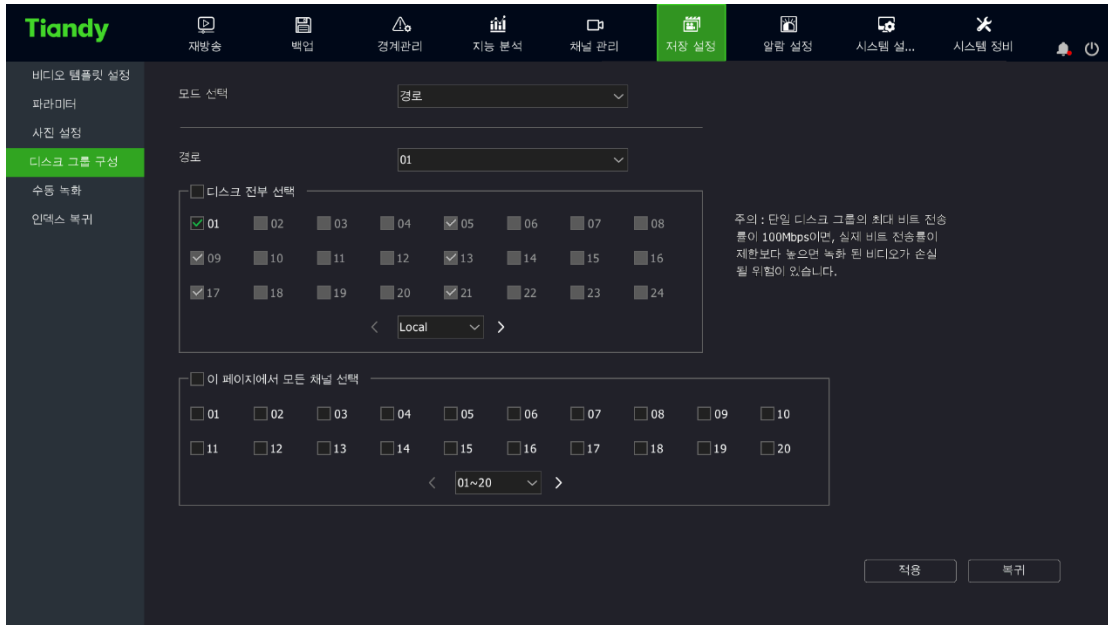 Tiandy
재방송 백업 경계관리 지능 분석 채널 관리 저장 설정 알람 설정 시스템 설... 시스템 정비
비디오 템플릿 설정
파라미터
사진 설정
디스크 그룹 구성
수동 녹화
인덱스 복귀
모드 선택 경로
경로 01
디스크 전부 선택
01 02 03 04 05 06 07 08
09 10 11 12 13 14 15 16
17 18 19 20 21 22 23 24
Local
주의 : 단일 디스크 그룹의 최대 비트 전송
률이 100Mbps이면, 실제 비트 전송률이
제한보다 높으면 녹화 된 비디오가 손실
될 위험이 있습니다.
이 페이지에서 모든 채널 선택
01 02 03 04 05 06 07 08 09 10
11 12 13 14 15 16 17 18 19 20
01~20
적용 복귀